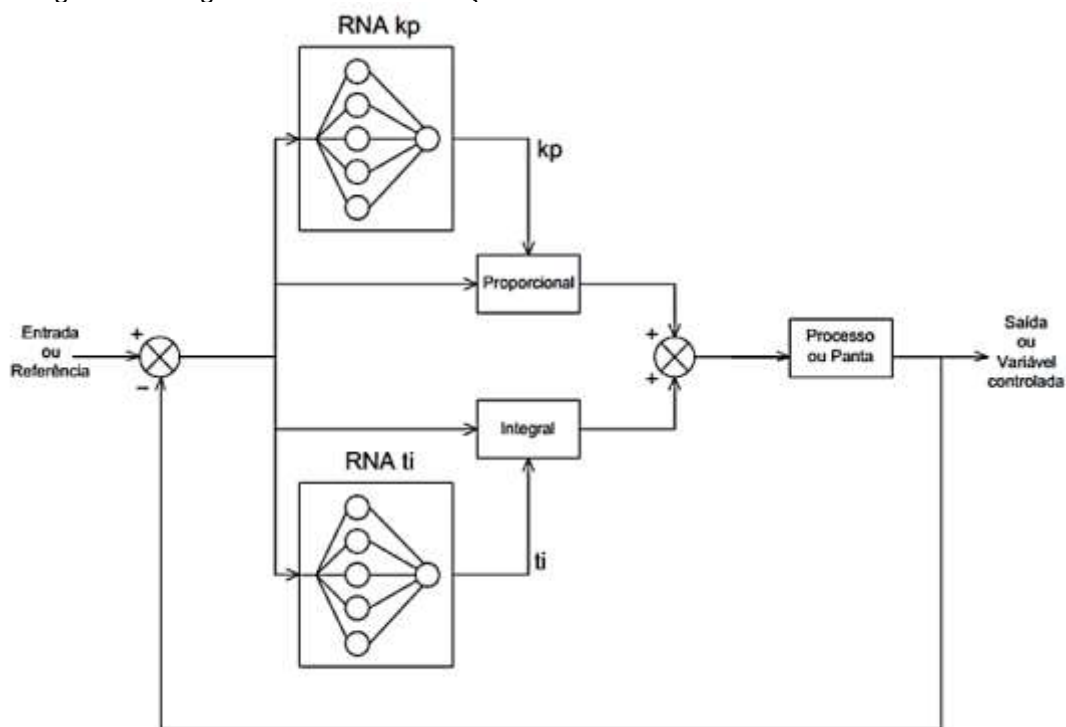 RNA kp
kp
Proporcional
Entrada
ou
Referência
+
−
+
+
Processo
ou Panta
Saída
ou
Variável
controlada
Integral
RNA ti
ti